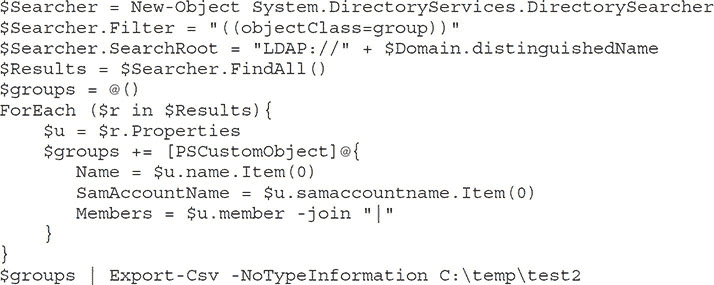 $Searcher = New-Object System.DirectoryServices.DirectorySearcher
$Searcher.Filter = "((objectClass=group))"
$Searcher.SearchRoot = "LDAP://" + $Domain.distinguishedName
$Results = $Searcher.FindAll()
$groups = @()
ForEach ($r in $Results){
    $u = $r.Properties
    $groups += [PSCustomObject]@{
       Name = $u.name.Item(0)
       SamAccountName = $u.samaccountname.Item(0)
       Members = $u.member -join "|"
    }
}
$groups | Export-Csv -NoTypeInformation C:\temp\test2